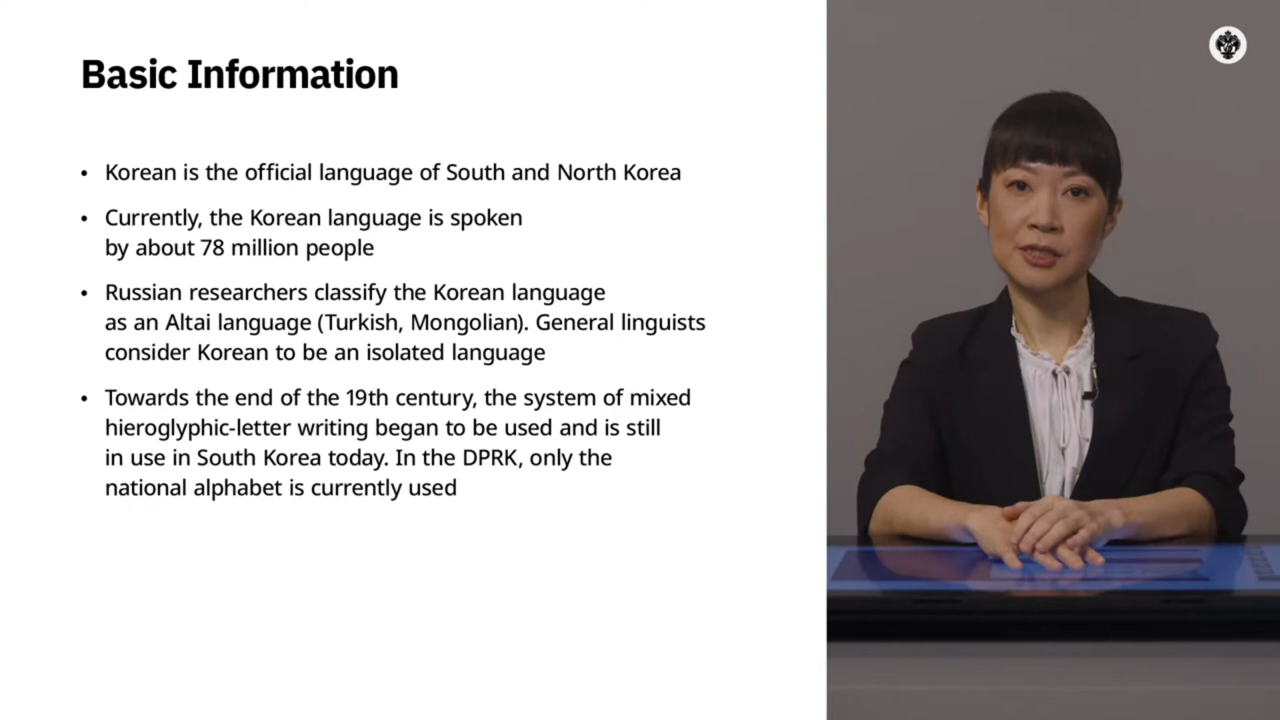 Basic Information
• Korean is the official language of South and North Korea
• Currently, the Korean language is spoken
by about 78 million people
• Russian researchers classify the Korean language
as an Altai language (Turkish, Mongolian). General linguists
consider Korean to be an isolated language
• Towards the end of the 19th century, the system of mixed
hieroglyphic-letter writing began to be used and is still
in use in South Korea today. In the DPRK, only the
national alphabet is currently used